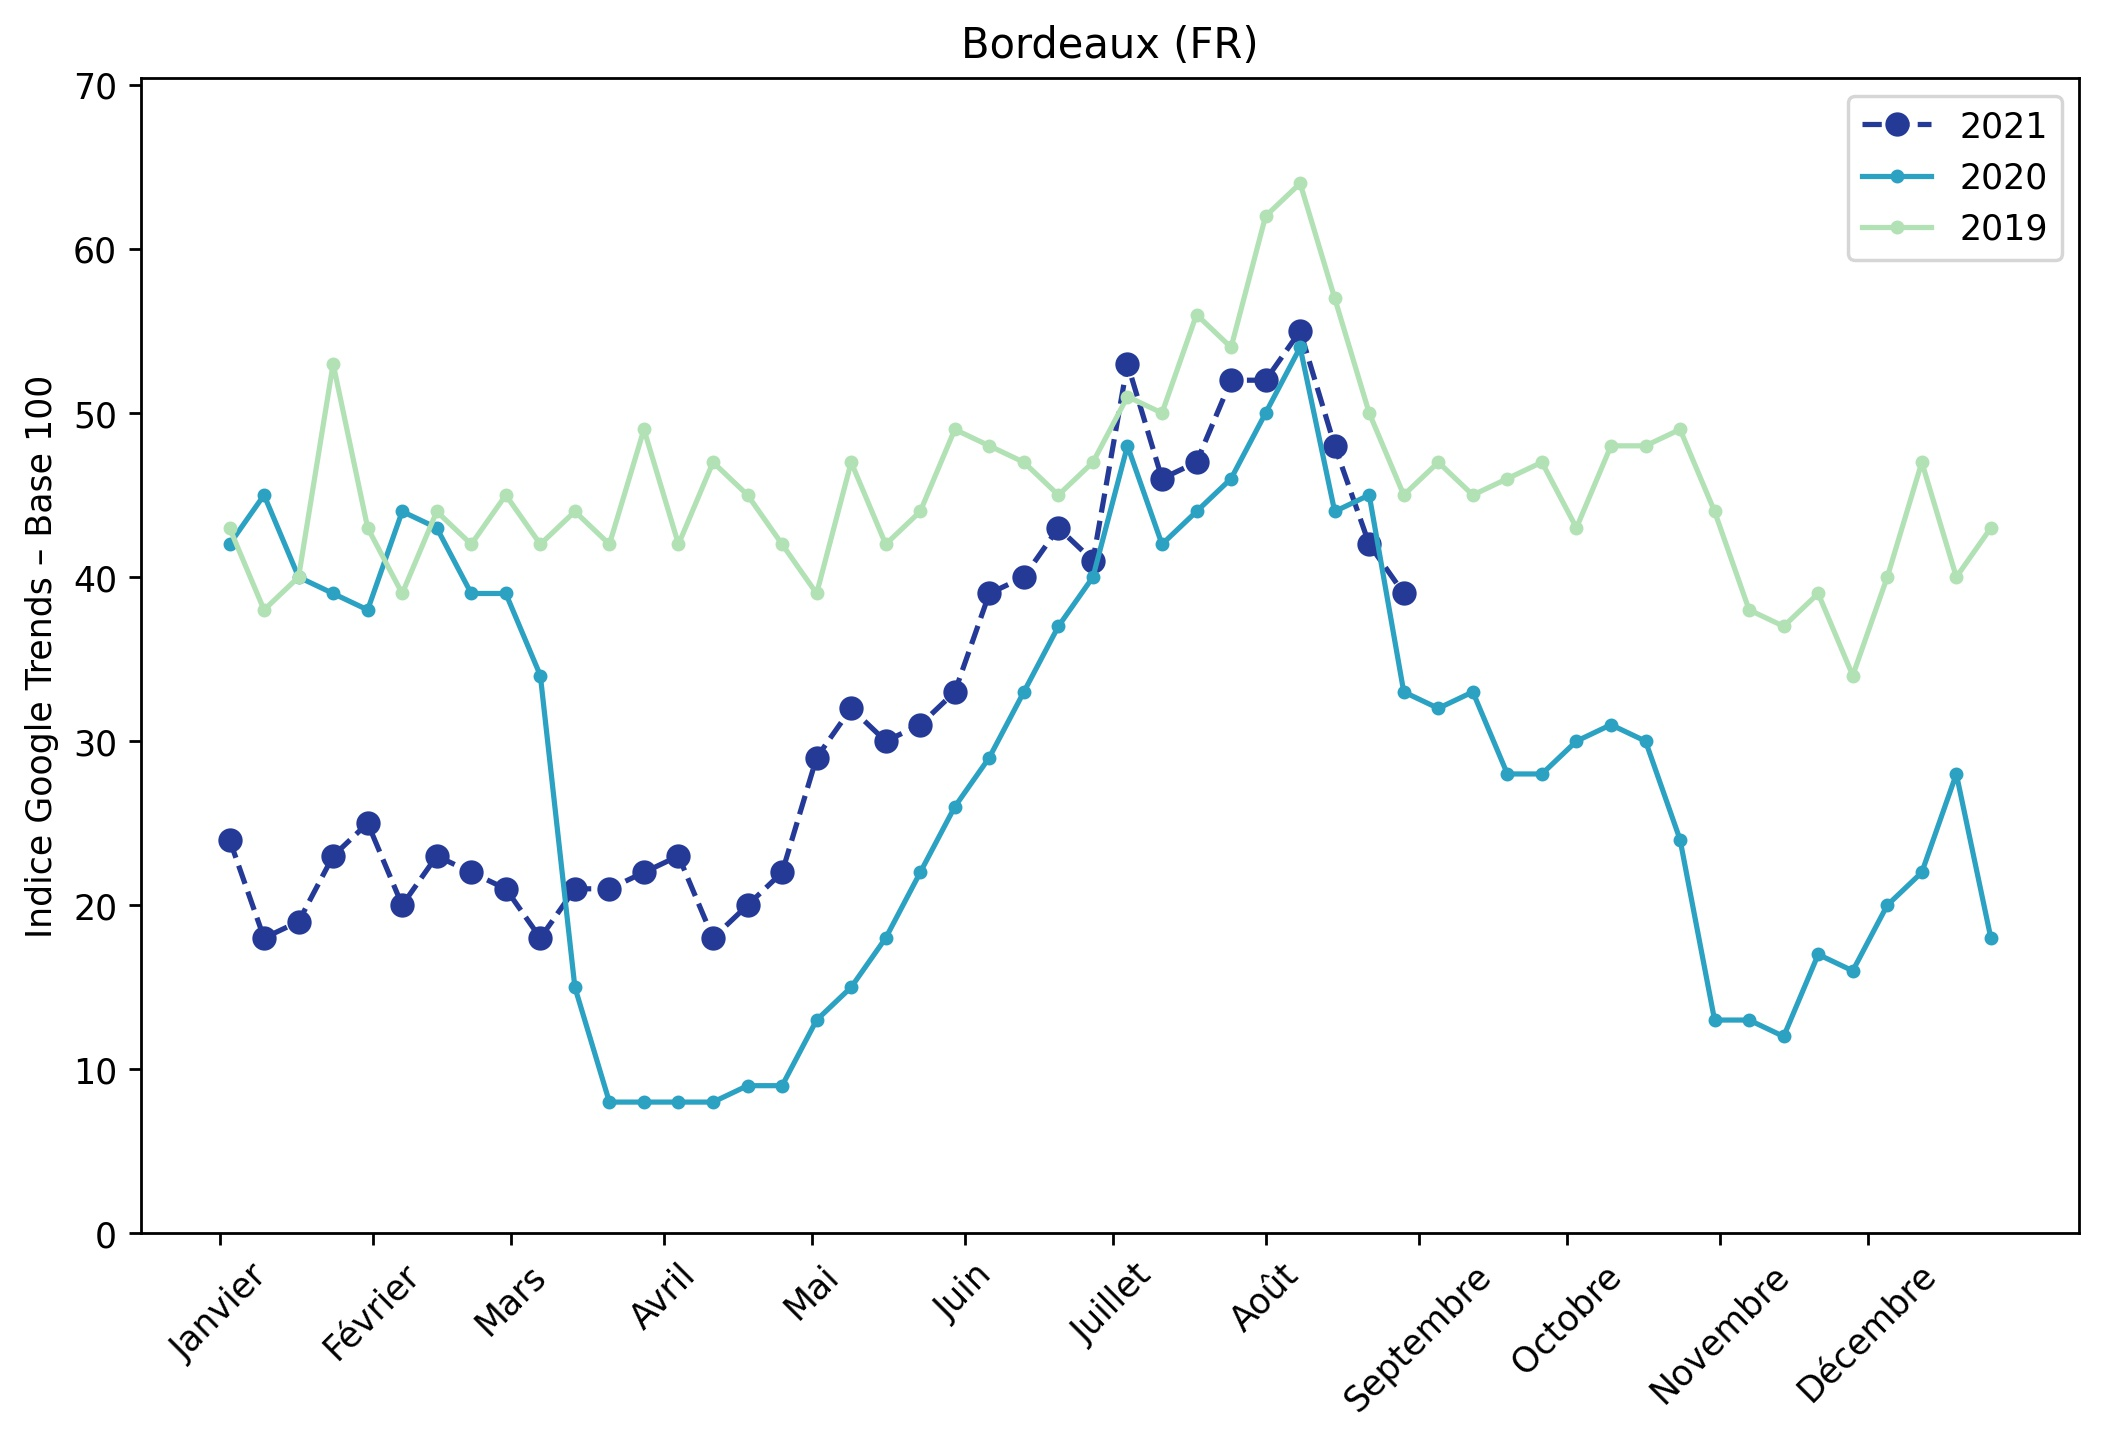 Bordeaux (FR)
70
60
50
40
30
20
10
0
Indice Google Trends – Base 100
2021
2020
2019
Janvier
Février
Mars
Avril
Mai
Juin
Juillet
Août
Septembre
Octobre
Novembre
Décembre